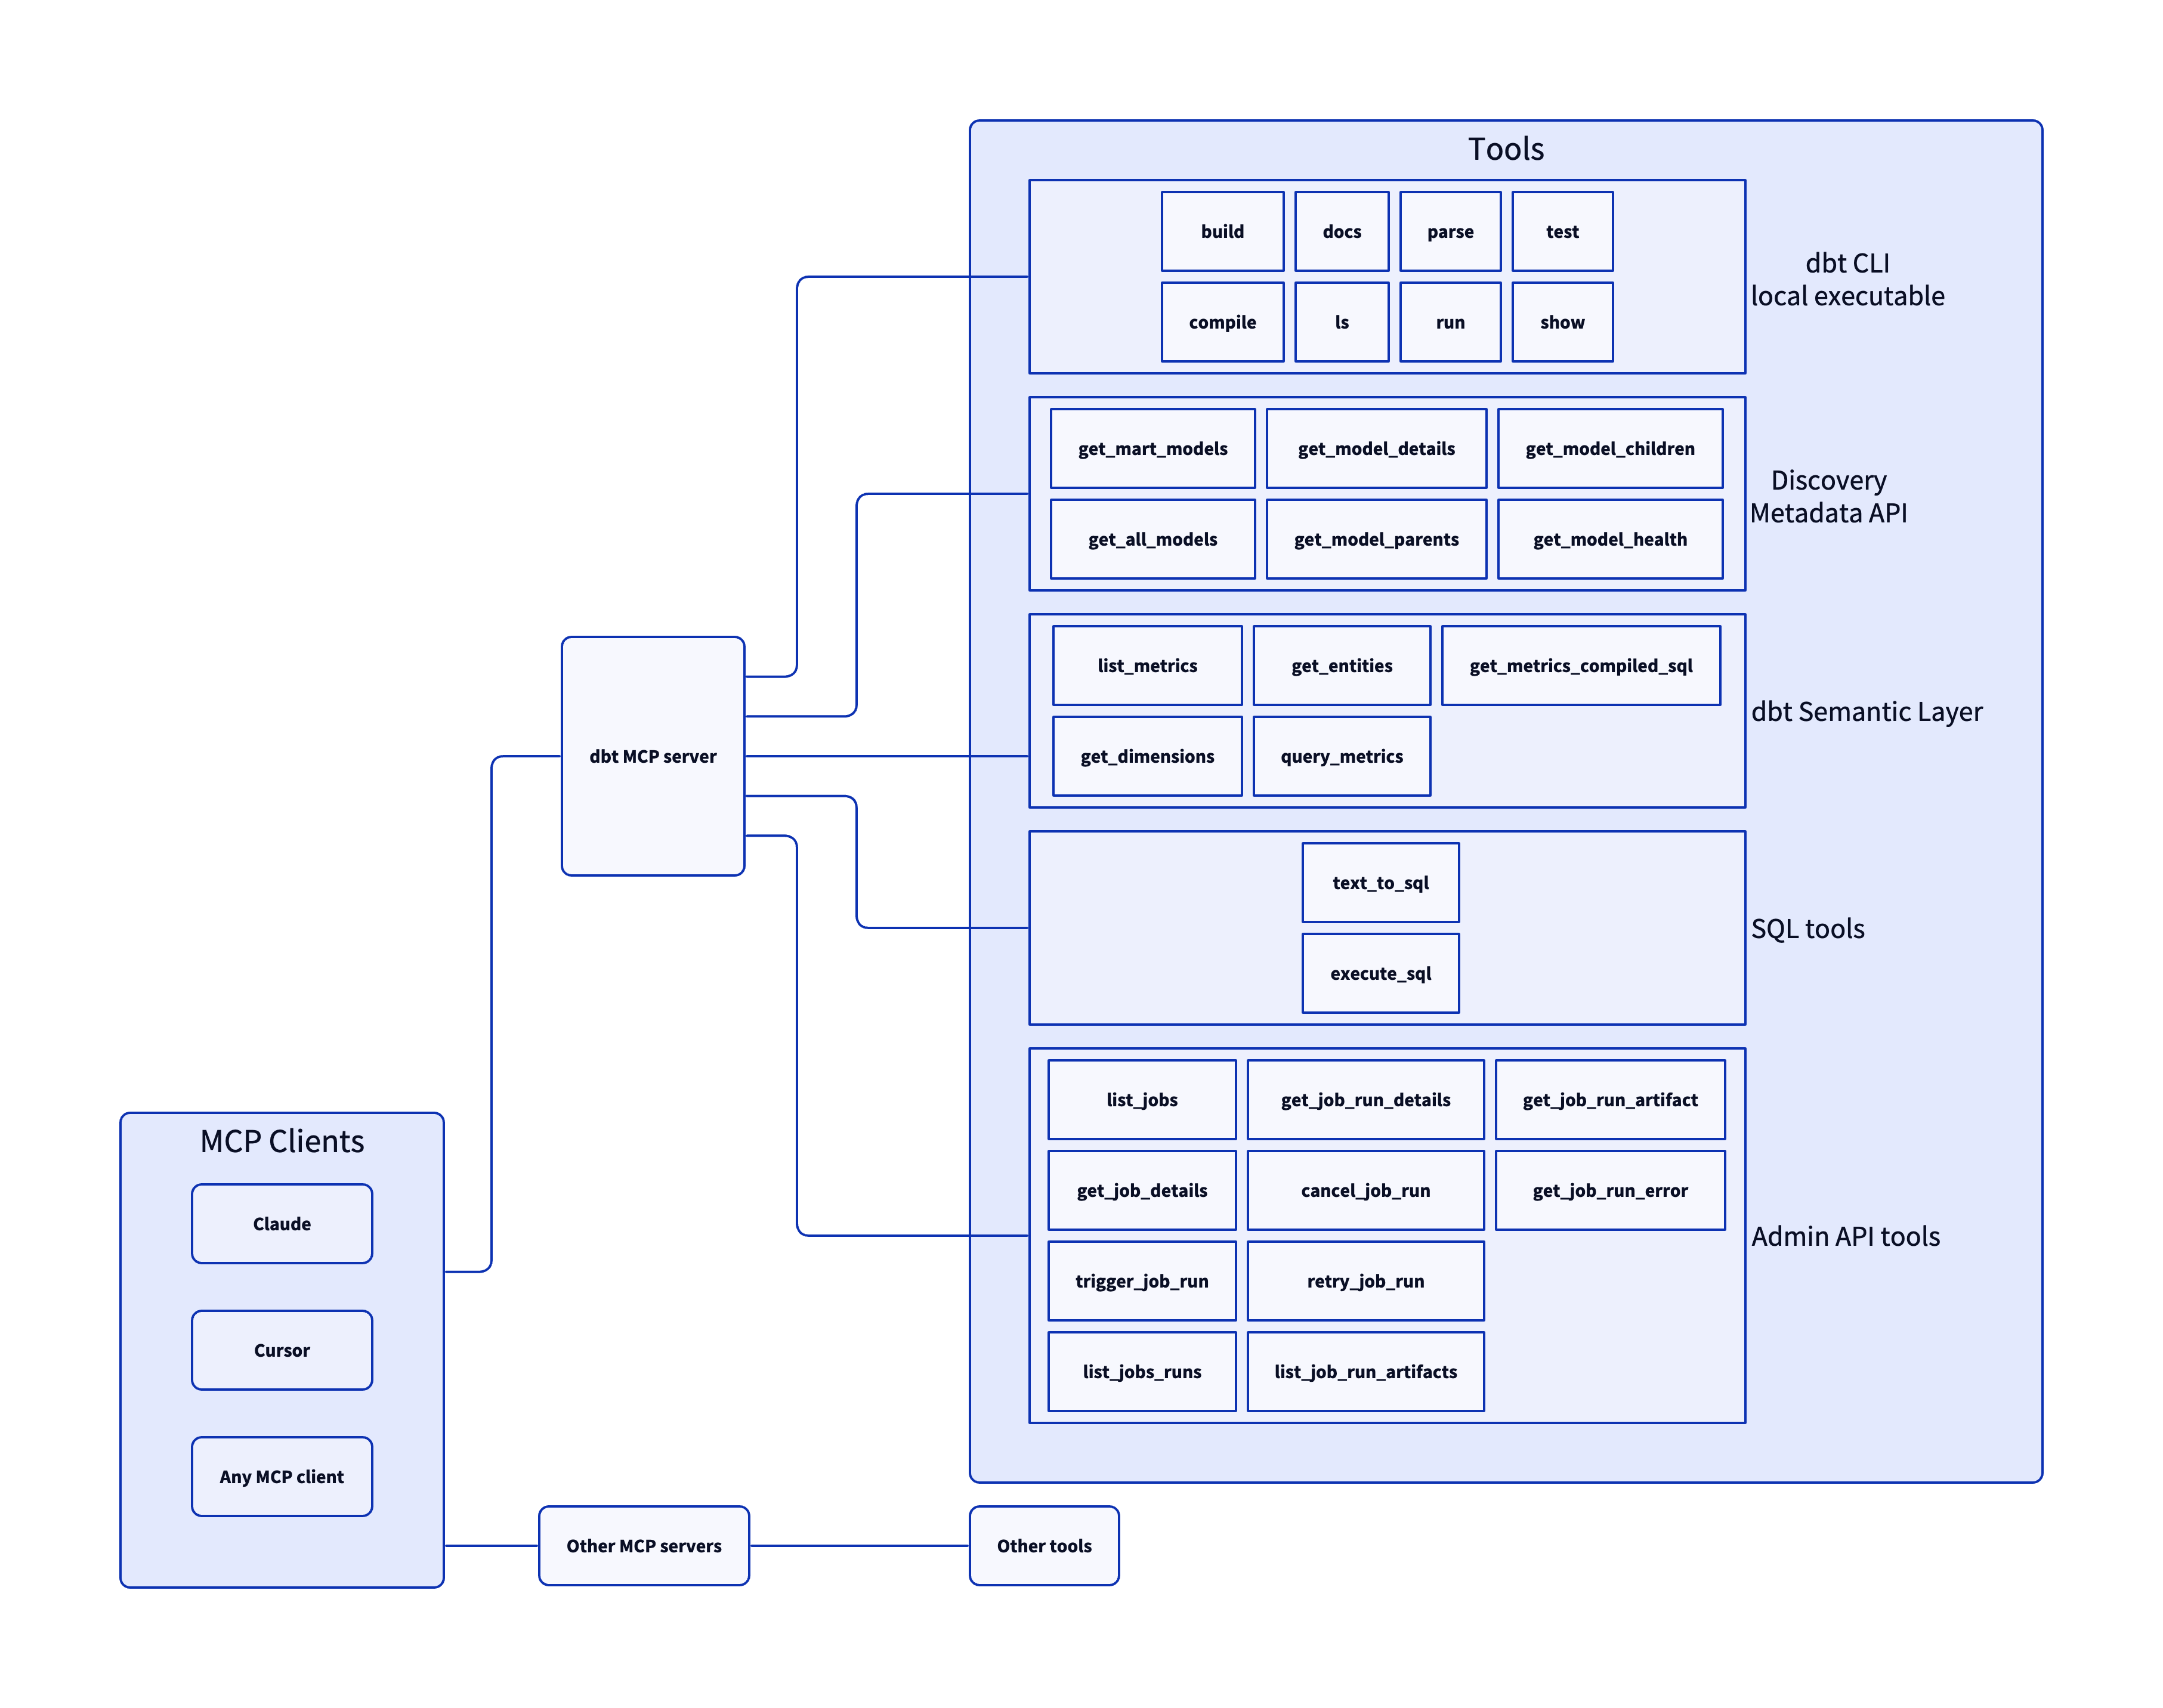 Tools
build
docs
parse
test
compile
ls
run
show
dbt CLI
local executable
get_mart_models
get_model_details
get_model_children
get_all_models
get_model_parents
get_model_health
Discovery
Metadata API
list_metrics
get_entities
get_metrics_compiled_sql
get_dimensions
query_metrics
dbt Semantic Layer
text_to_sql
execute_sql
SQL tools
list_jobs
get_job_run_details
get_job_run_artifact
get_job_details
cancel_job_run
get_job_run_error
trigger_job_run
retry_job_run
list_jobs_runs
list_job_run_artifacts
Admin API tools
dbt MCP server
MCP Clients
Claude
Cursor
Any MCP client
Other MCP servers
Other tools